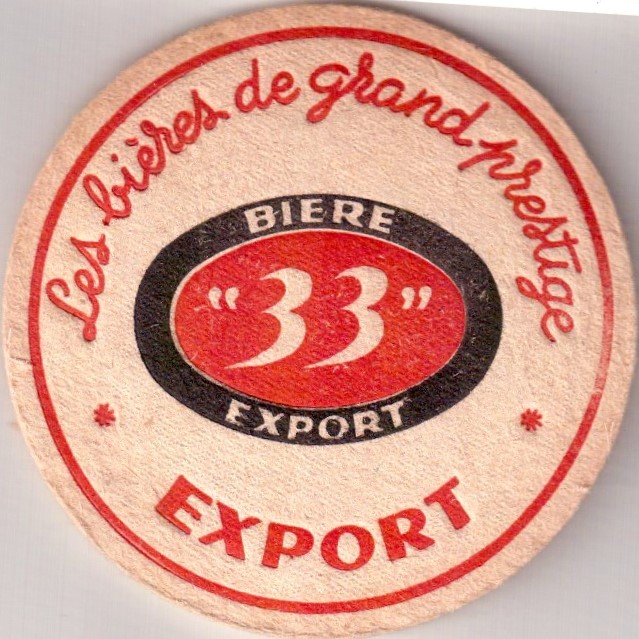 Les bières de grand prestige
BIERE
"33"
EXPORT
EXPORT